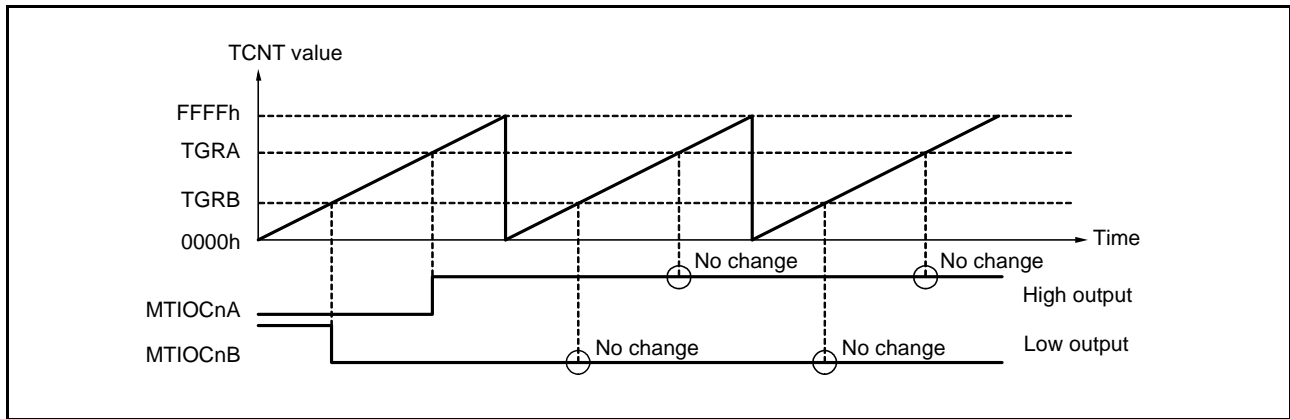 TCNT value
FFFFh
TGRA
TGRB
0000h
Time
No change
No change
High output
MTIOCnA
No change
No change
Low output
MTIOCnB